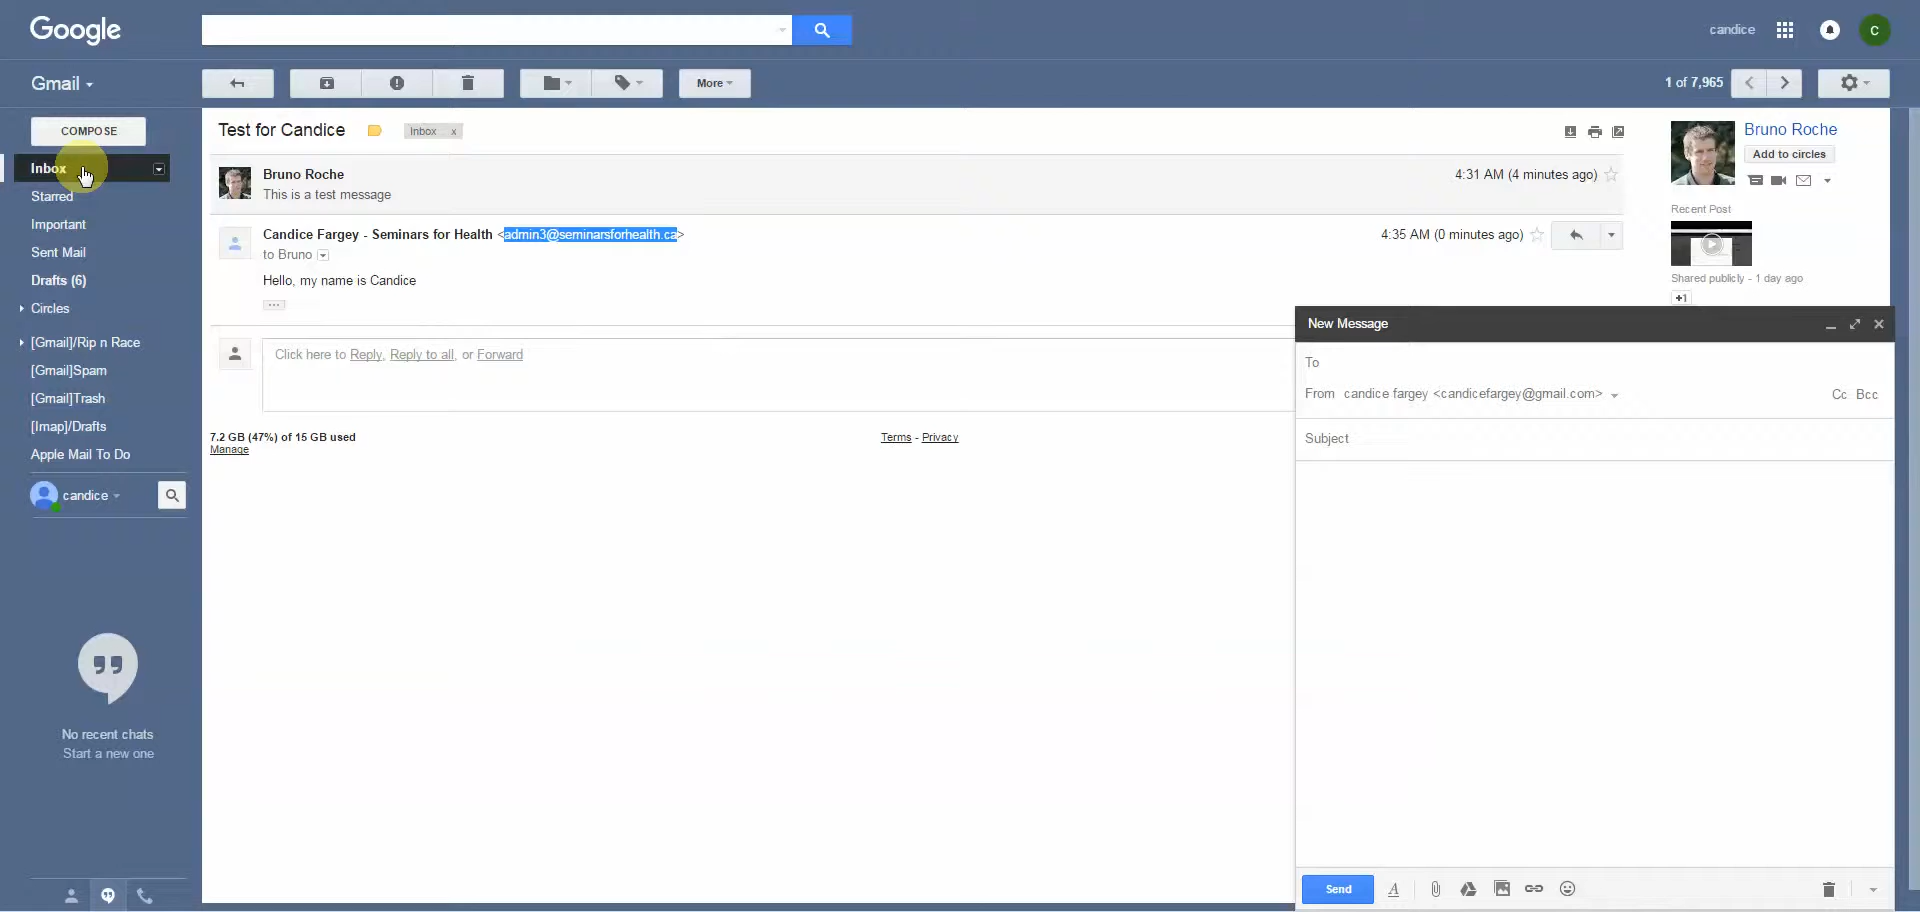 Google
candice
C
Gmail
More
1 of 7,965
COMPOSE
Inbox
Starred
Important
Sent Mail
Drafts (6)
Circles
[Gmail]/Rip n Race
[Gmail]Spam
[Gmail]Trash
[Imap]/Drafts
Apple Mail To Do
candice
No recent chats
Start a new one
Test for Candice
Inbox x
Bruno Roche
4:31 AM (4 minutes ago)
This is a test message
Candice Fargey - Seminars for Health <admin3@seminarsforhealth.ca>
4:35 AM (0 minutes ago)
to Bruno
Hello, my name is Candice
...
Click here to Reply, Reply to all, or Forward
7.2 GB (47%) of 15 GB used
Manage
Terms - Privacy
Bruno Roche
Add to circles
Recent Post
Shared publicly - 1 day ago
+1
New Message
To
From candice fargey <candicefargey@gmail.com>
Cc Bcc
Subject
Send
A